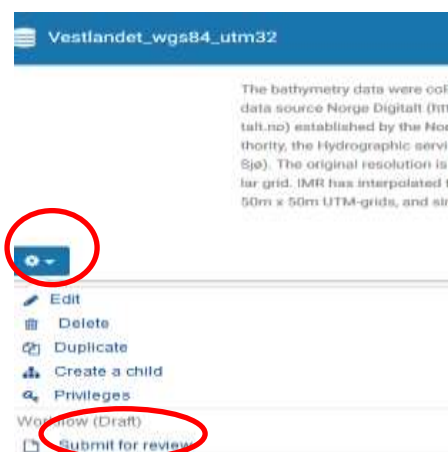 Vestlandet_wgs84_utm32
The bathymetry data were col
data source Norge Digitalt (htt
talt.no) established by the Nor
thority, the Hydrographic servi
Sjø). The original resolution is
lar grid. IMR has interpolated t
50m x 50m UTM-grids, and sir
Edit
Delete
Duplicate
Create a child
Privileges
Workflow (Draft)
Submit for review